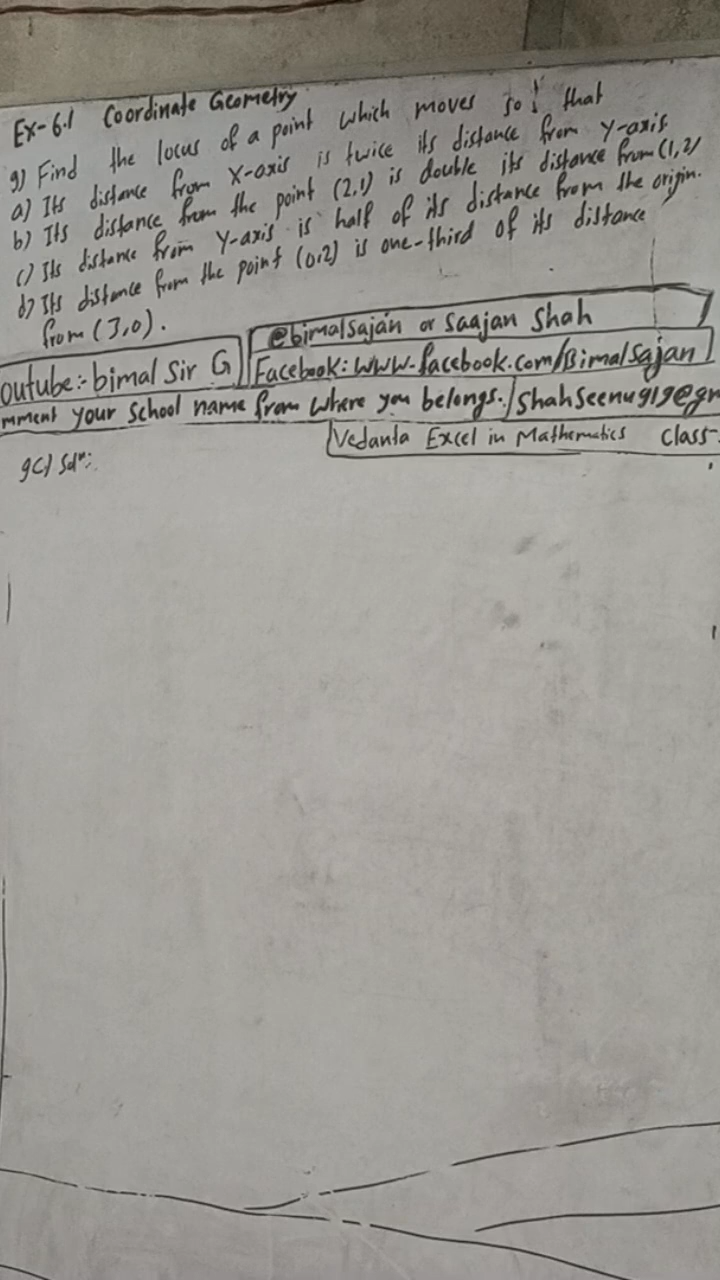 Ex-6.1 Coordinate Geometry
9) Find the locus of a point which moves so! that
a) Its distance from X-axis is twice its distance from Y-axis
b) Its distance from the point (2,1) is double its distance from (1,2)
c) Its distance from Y-axis is half of its distance from the origin.
d) Its distance from the point (0,2) is one-third of its distance
from (3,0).
@bimalsajan or Saajan Shah
outube:- bimal Sir G
Facebook: www.facebook.com/Bimalsajan
mment your School name from where you belongs./Shahseenu919@gm
Vedanta Excel in Mathematics Class-
9c) Solⁿ: